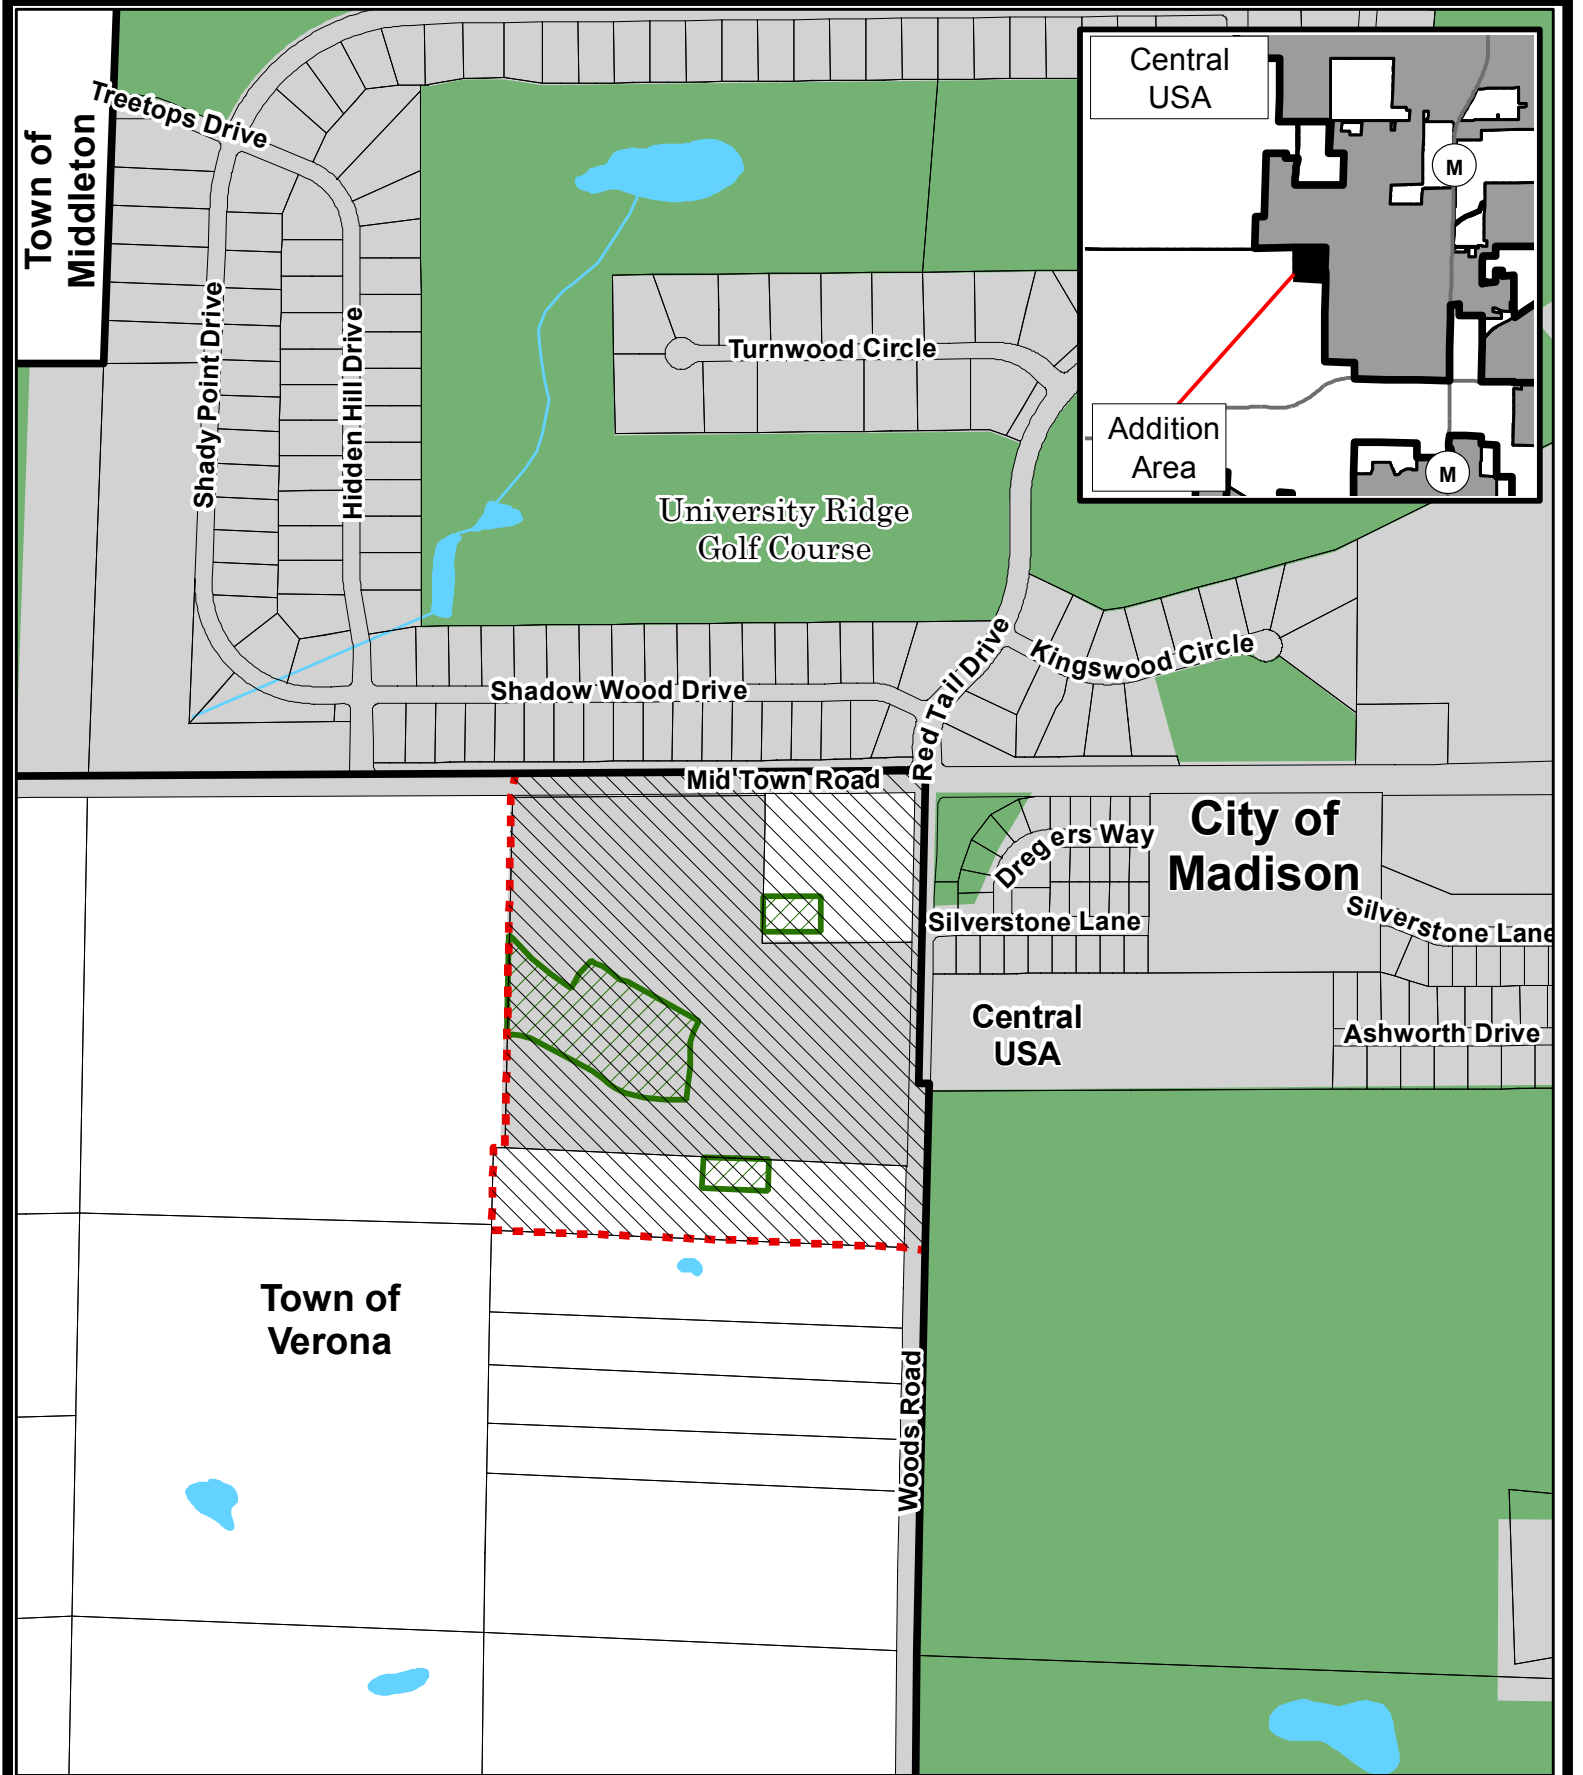 Central
USA
M
Addition
Area
M
Treetops Drive
Town of
Middleton
Shady Point Drive
Hidden Hill Drive
Turnwood Circle
University Ridge
Golf Course
Kingswood Circle
Red Tail Drive
Shadow Wood Drive
Mid Town Road
City of
Madison
Dregers Way
Silverstone Lane
Silverstone Lane
Central
USA
Ashworth Drive
Town of
Verona
Woods Road